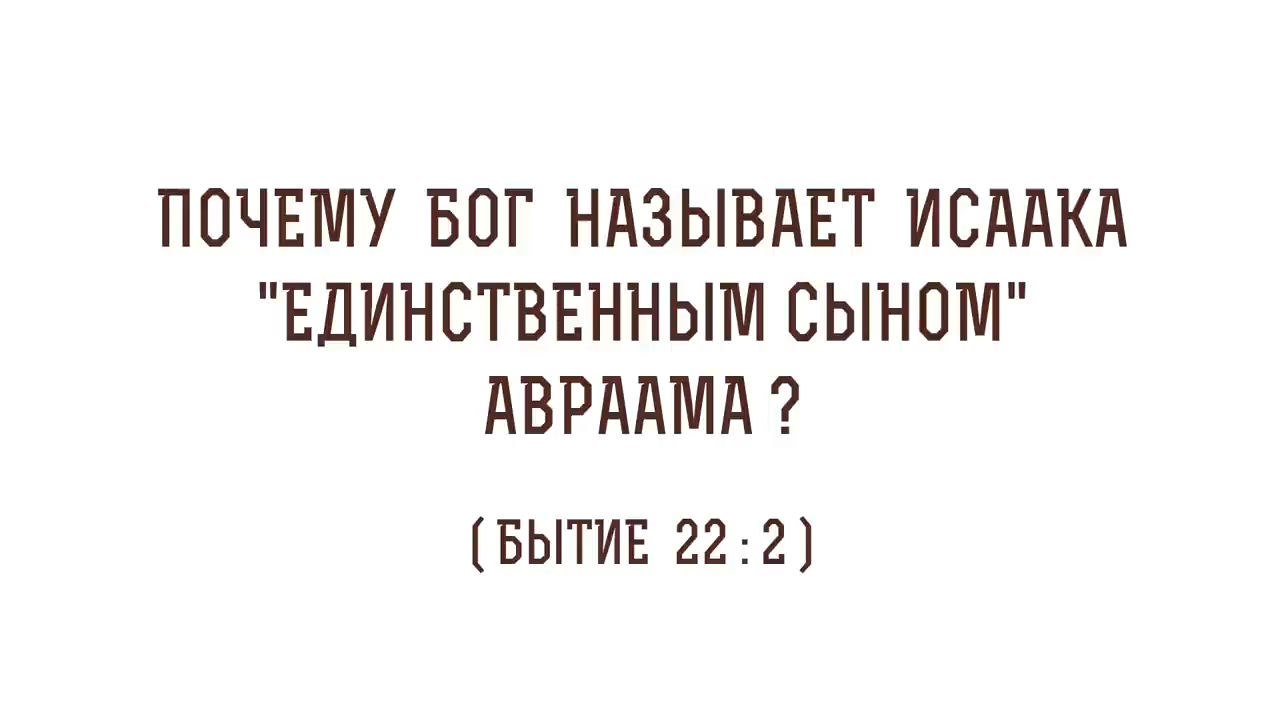 ПОЧЕМУ БОГ НАЗЫВАЕТ ИСААКА
"ЕДИНСТВЕННЫМ СЫНОМ"
АВРААМА ?
( БЫТИЕ 22 : 2 )